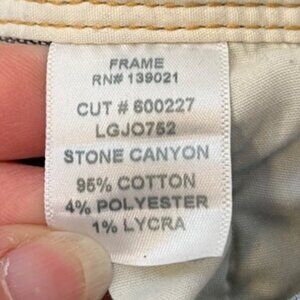 FRAME
RN# 139021
CUT # 600227
LGJO752
STONE CANYON
95% COTTON
4% POLYESTER
1% LYCRA